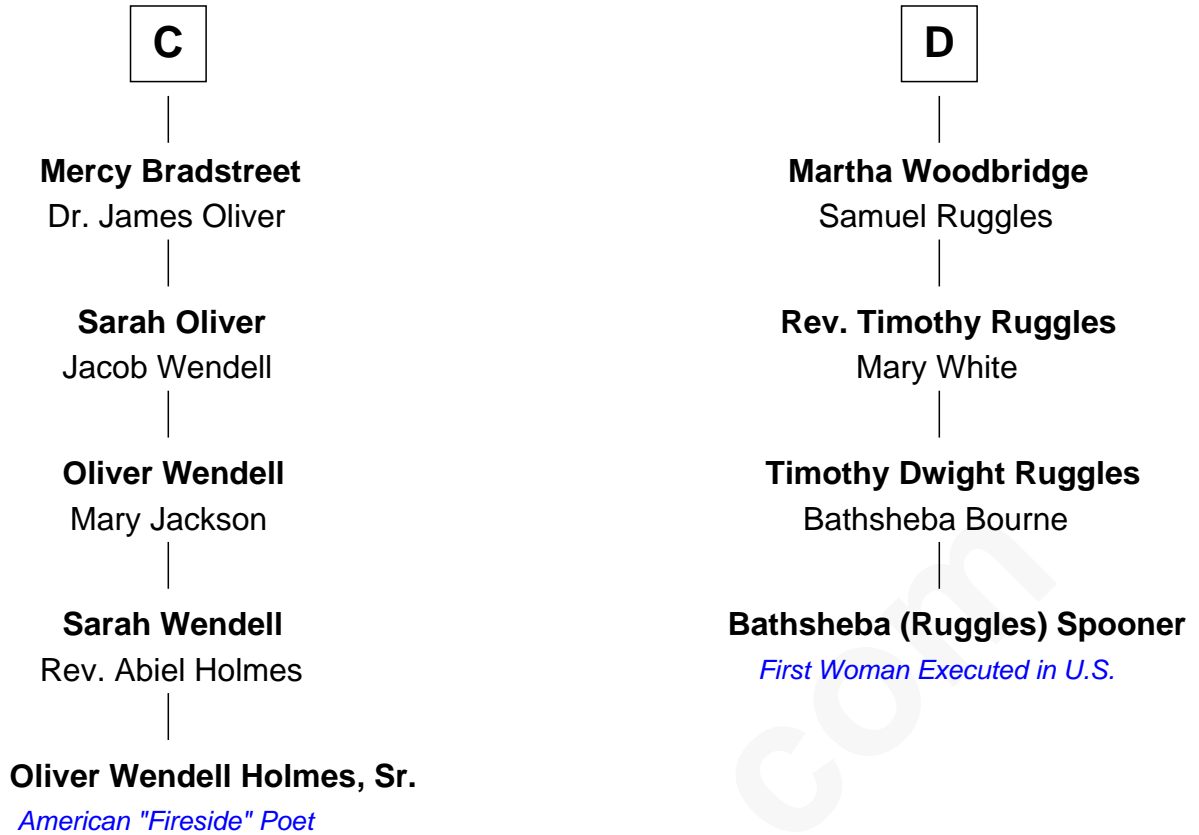 C
Mercy Bradstreet
Dr. James Oliver
Sarah Oliver
Jacob Wendell
Oliver Wendell
Mary Jackson
Sarah Wendell
Rev. Abiel Holmes
Oliver Wendell Holmes, Sr.
American "Fireside" Poet
D
Martha Woodbridge
Samuel Ruggles
Rev. Timothy Ruggles
Mary White
Timothy Dwight Ruggles
Bathsheba Bourne
Bathsheba (Ruggles) Spooner
First Woman Executed in U.S.
com